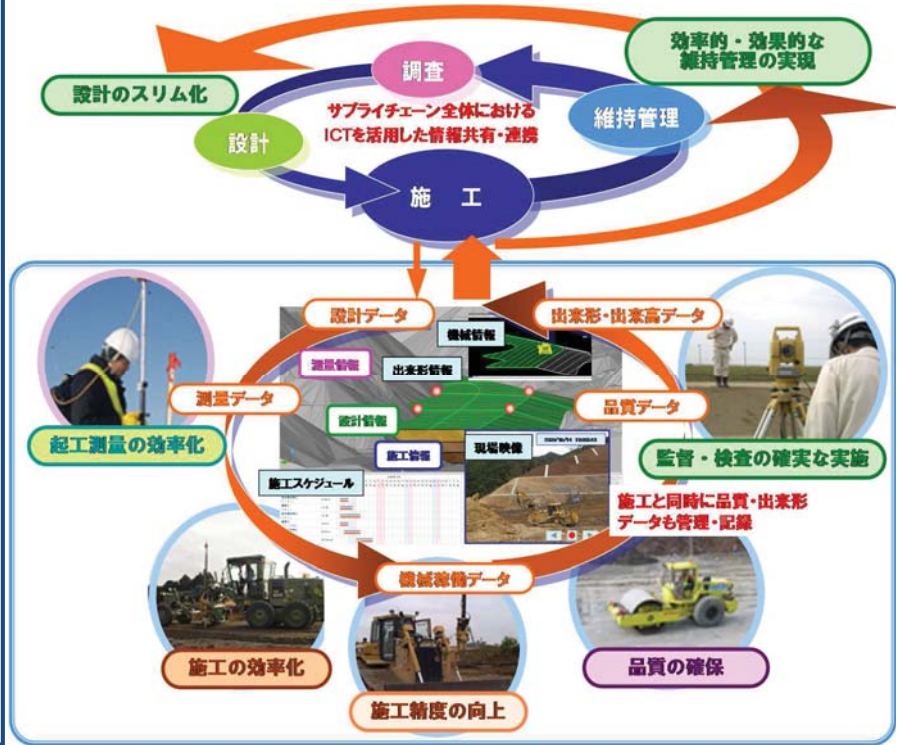 効率的・効果的な
維持管理の実現
調査
設計のスリム化
サプライチェーン全体における
ICTを活用した情報共有・連携
維持管理
設計
施 工
設計データ
出来形・出来高データ
機械情報
測量情報
出来形情報
測量データ
品質データ
設計情報
起工測量の効率化
施工情報
現場映像
監督・検査の確実な実施
施工スケジュール
施工と同時に品質・出来形
データも管理・記録
機械稼働データ
施工の効率化
品質の確保
施工精度の向上